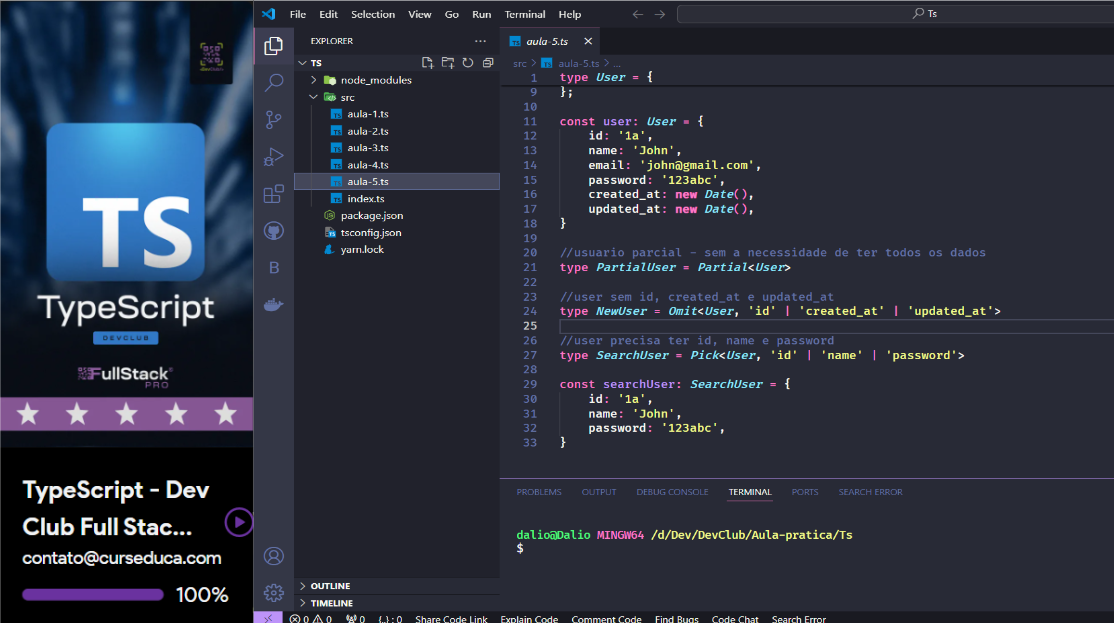 TS
TypeScript
DEVCLUB
FullStack
PRO
TypeScript - Dev
Club Full Stac...
contato@curseduca.com
100%
File Edit Selection View Go Run Terminal Help
Ts
EXPLORER
TS
node_modules
src
TS aula-1.ts
TS aula-2.ts
TS aula-3.ts
TS aula-4.ts
TS aula-5.ts
TS index.ts
package.json
tsconfig.json
yarn.lock
OUTLINE
TIMELINE
TS aula-5.ts
src > TS aula-5.ts > ...
1 type User = {
9 };
10
11 const user: User = {
12 id: '1a',
13 name: 'John',
14 email: 'john@gmail.com',
15 password: '123abc',
16 created_at: new Date(),
17 updated_at: new Date(),
18 }
19
20 //usuario parcial - sem a necessidade de ter todos os dados
21 type PartialUser = Partial<User>
22
23 //user sem id, created_at e updated_at
24 type NewUser = Omit<User, 'id' | 'created_at' | 'updated_at'>
25
26 //user precisa ter id, name e password
27 type SearchUser = Pick<User, 'id' | 'name' | 'password'>
28
29 const searchUser: SearchUser = {
30 id: '1a',
31 name: 'John',
32 password: '123abc',
33 }
PROBLEMS OUTPUT DEBUG CONSOLE TERMINAL PORTS SEARCH ERROR
dalio@Dalio MINGW64 /d/Dev/DevClub/Aula-pratica/Ts
$
0 0 0 {..} : 0 Share Code Link Explain Code Comment Code Find Bugs Code Chat Search Error